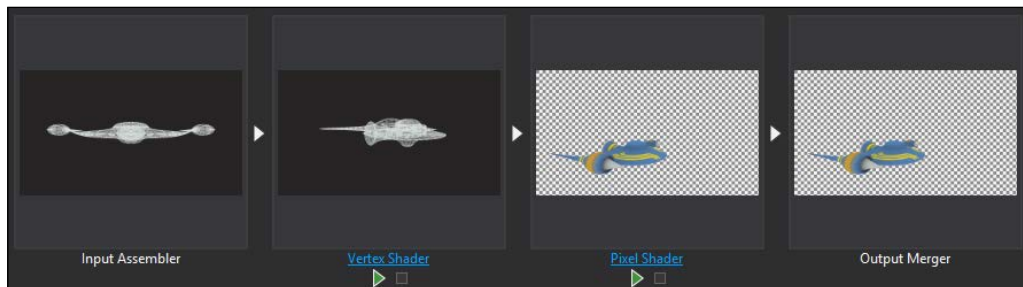 Input Assembler
Vertex Shader
Pixel Shader
Output Merger